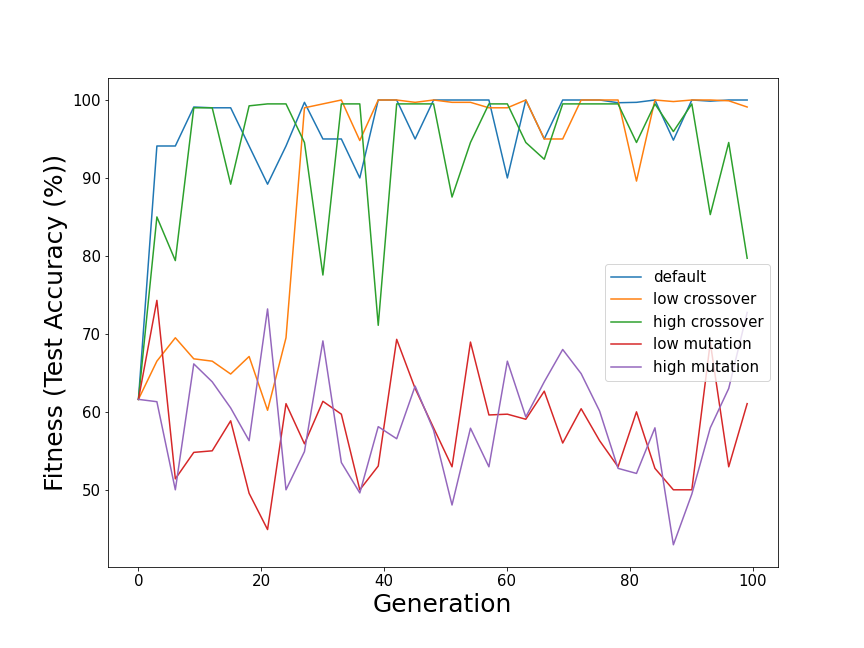 100
90
80
70
60
50
0 20 40 60 80 100
Fitness (Test Accuracy (%))
Generation
default
low crossover
high crossover
low mutation
high mutation